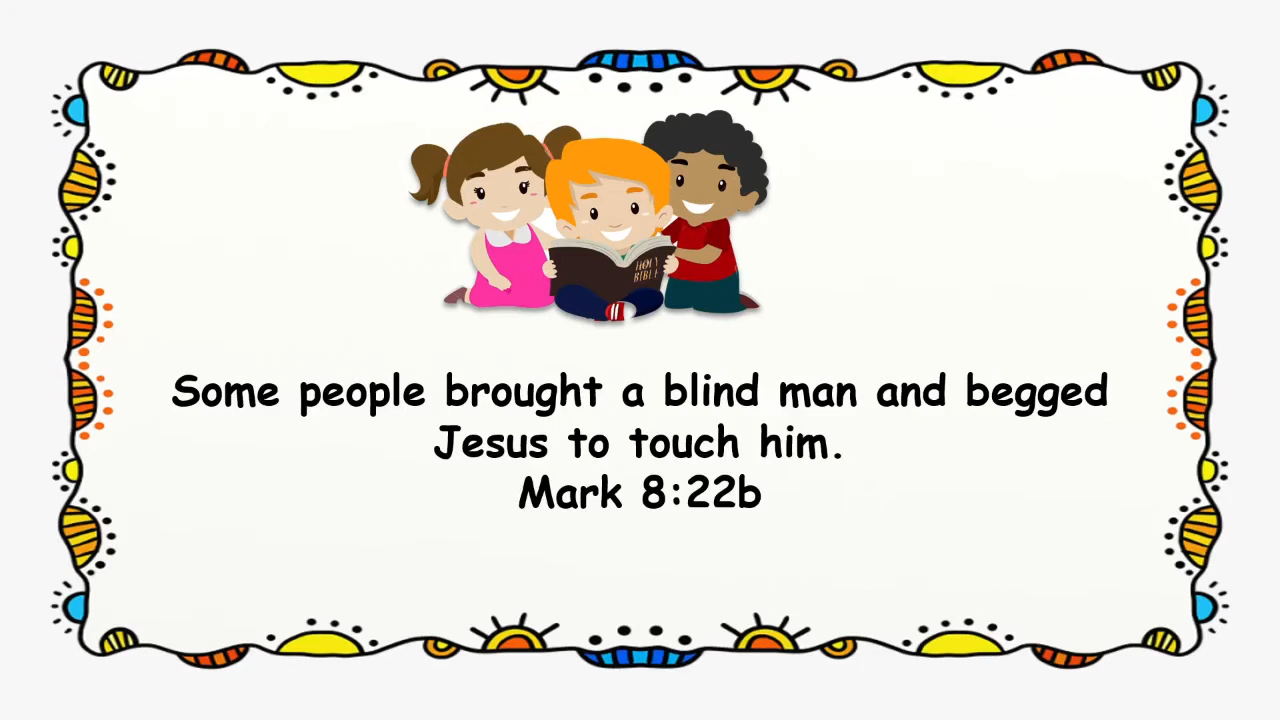 HOLY
BIBLE
Some people brought a blind man and begged
Jesus to touch him.
Mark 8:22b